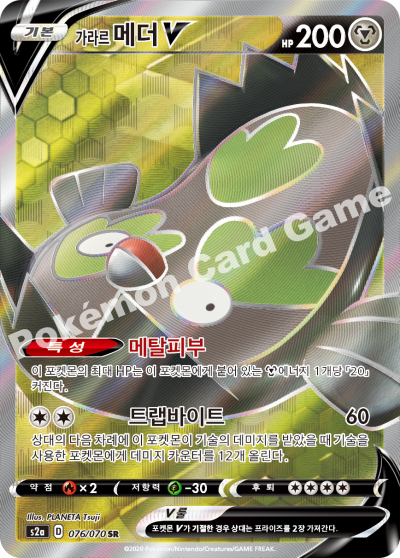 기본
가라르 메더V
HP 200
Pokémon Card Game
특성 메탈피부
이 포켓몬의 최대 HP는 이 포켓몬에게 붙어 있는 에너지 1개당 「20」
커진다.
트랩바이트 60
상대의 다음 차례에 이 포켓몬이 기술의 데미지를 받았을 때 기술을
사용한 포켓몬에게 데미지 카운터를 12개 올린다.
약점 ×2 저항력 -30 후퇴
Illus. PLANETA Tsuji
s2a D 076/070 SR
V룰
포켓몬 V가 기절한 경우 상대는 프라이즈를 2장 가져간다.
©2020 Pokémon/Nintendo/Creatures/GAME FREAK.